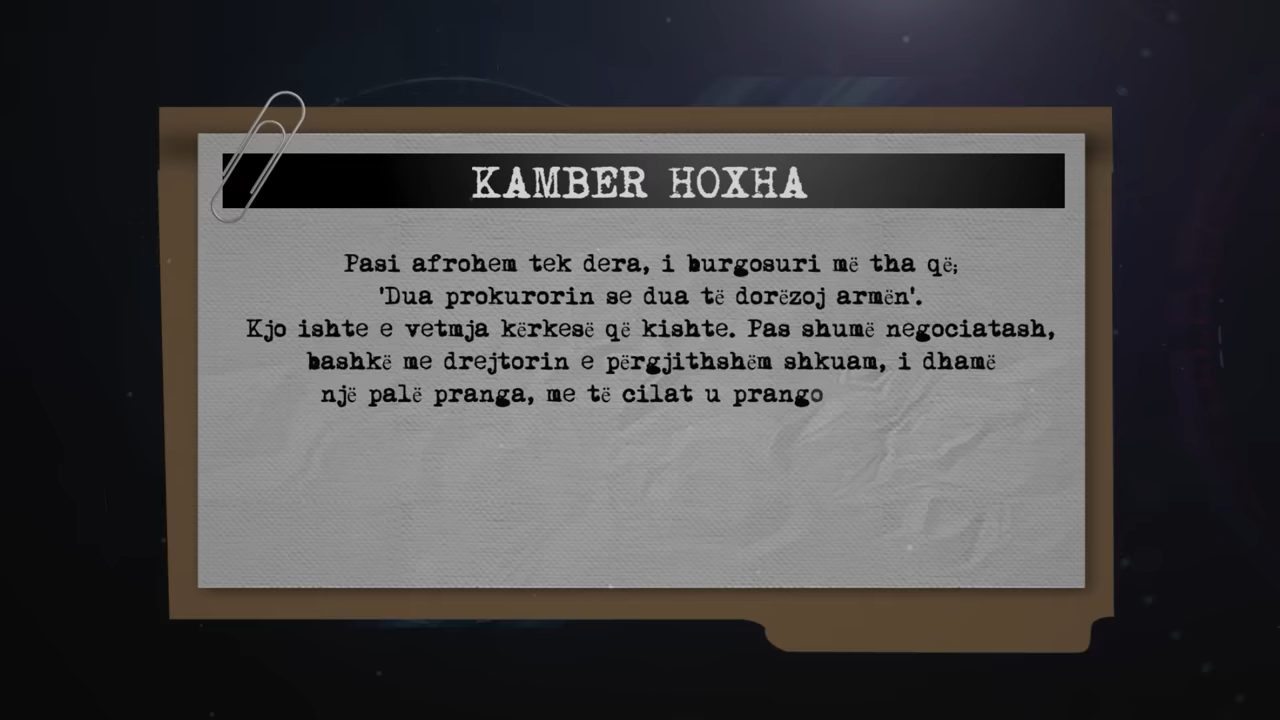 KAMBER HOXHA
Pasi afrohem tek dera, i burgosuri më tha që;
'Dua prokurorin se dua të dorëzoj armën'.
Kjo ishte e vetmja kërkesë që kishte. Pas shumë negociatash,
bashkë me drejtorin e përgjithshëm shkuam, i dhamë
një palë pranga, me të cilat u prango